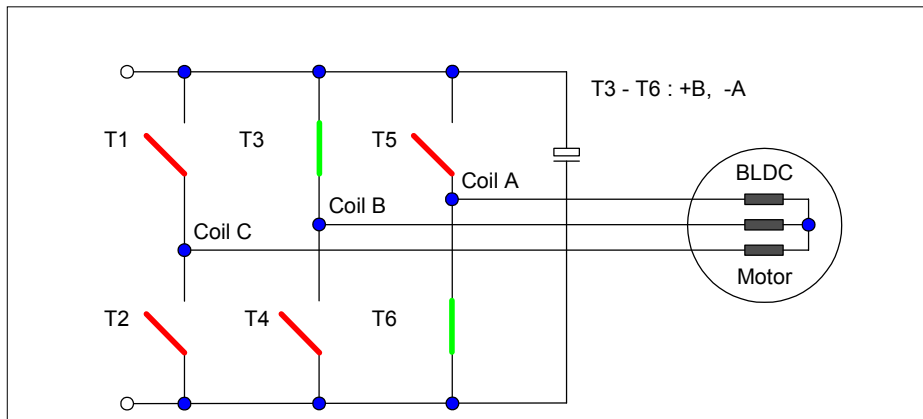 T3 - T6 : +B, -A
T1
T3
T5
BLDC
Coil A
Coil B
Coil C
Motor
T2
T4
T6